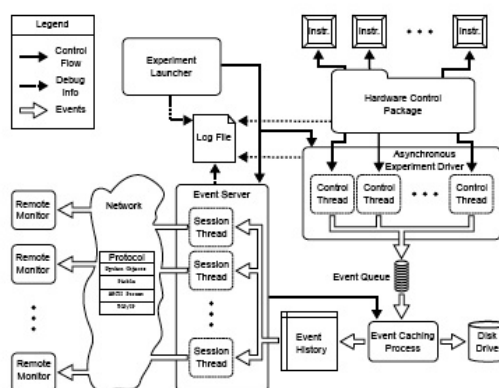 Legend
Control
Flow
Debug
Info
Events
Experiment
Launcher
Log File
Instr.
Instr.
Instr.
Hardware Control
Package
Asynchronous
Experiment Driver
Control
Thread
Control
Thread
Control
Thread
Event Queue
Event Caching
Process
Disk
Drive
Event
History
Event Server
Session
Thread
Session
Thread
Session
Thread
Network
Protocol
Python Objects
Pickle
ASCII Stream
TCP/IP
Remote
Monitor
Remote
Monitor
Remote
Monitor